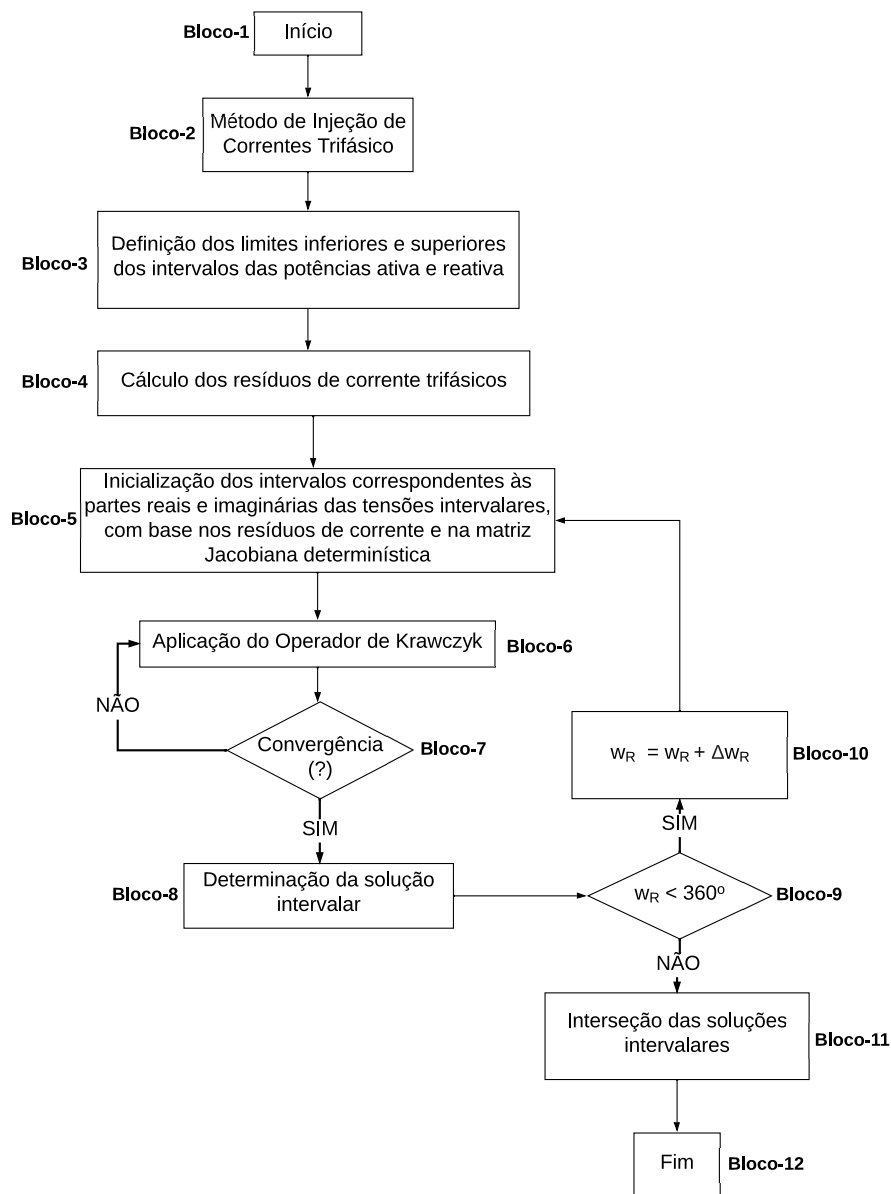 Bloco-1
Início
Bloco-2
Método de Injeção de
Correntes Trifásico
Bloco-3
Definição dos limites inferiores e superiores
dos intervalos das potências ativa e reativa
Bloco-4
Cálculo dos resíduos de corrente trifásicos
Bloco-5
Inicialização dos intervalos correspondentes às
partes reais e imaginárias das tensões intervalares,
com base nos resíduos de corrente e na matriz
Jacobiana determinística
Aplicação do Operador de Krawczyk
Bloco-6
NÃO
Convergência
(?)
Bloco-7
SIM
w_R = w_R + Δw_R
Bloco-10
SIM
Bloco-8
Determinação da solução
intervalar
w_R < 360º
Bloco-9
NÃO
Interseção das soluções
intervalares
Bloco-11
Fim
Bloco-12